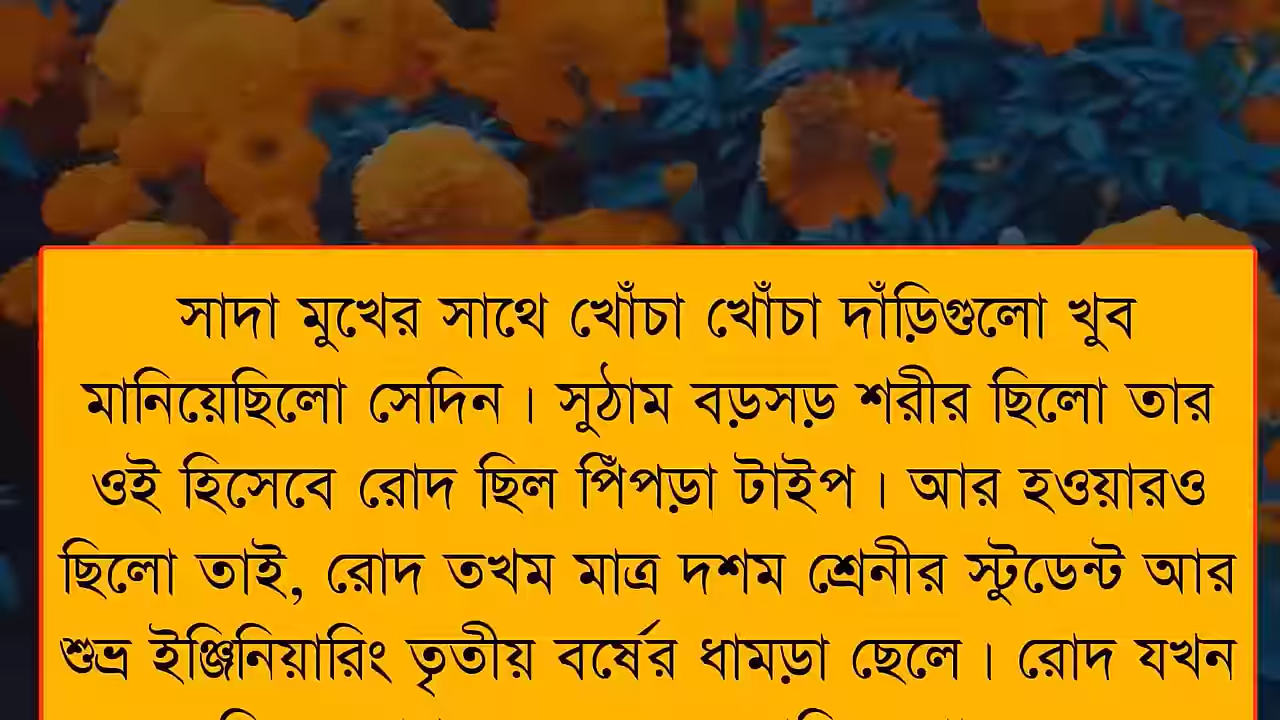 সাদা মুখের সাথে খোঁচা খোঁচা দাঁড়িগুলো খুব
মানিয়েছিলো সেদিন। সুঠাম বড়সড় শরীর ছিলো তার
ওই হিসেবে রোদ ছিল পিঁপড়া টাইপ। আর হওয়ারও
ছিলো তাই, রোদ তখম মাত্র দশম শ্রেনীর স্টুডেন্ট আর
শুভ্র ইঞ্জিনিয়ারিং তৃতীয় বর্ষের ধামড়া ছেলে। রোদ যখন